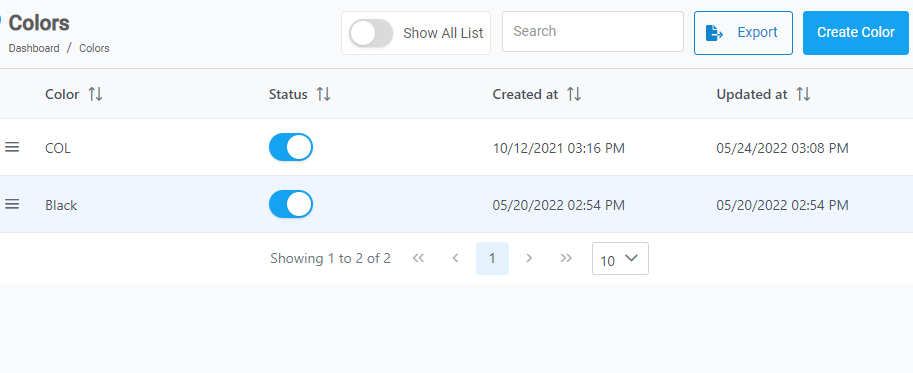 Colors
Dashboard / Colors
Show All List
Search
Export
Create Color
Color Status Created at Updated at
COL 10/12/2021 03:16 PM 05/24/2022 03:08 PM
Black 05/20/2022 02:54 PM 05/20/2022 02:54 PM
Showing 1 to 2 of 2 « ‹ 1 › » 10